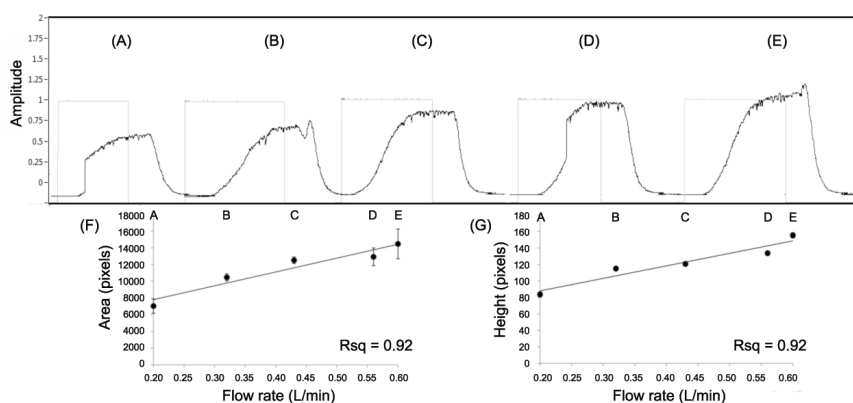 (A) (B) (C) (D) (E)
Amplitude
2
1.75
1.5
1.25
1
0.75
0.5
0.25
0
(F)
A B C D E
Area (pixels)
18000
16000
14000
12000
10000
8000
6000
4000
2000
0
Rsq = 0.92
0.20 0.25 0.30 0.35 0.40 0.45 0.50 0.55 0.60
Flow rate (L/min)
(G)
A B C D E
Height (pixels)
180
160
140
120
100
80
60
40
20
0
Rsq = 0.92
0.20 0.25 0.30 0.35 0.40 0.45 0.50 0.55 0.60
Flow rate (L/min)